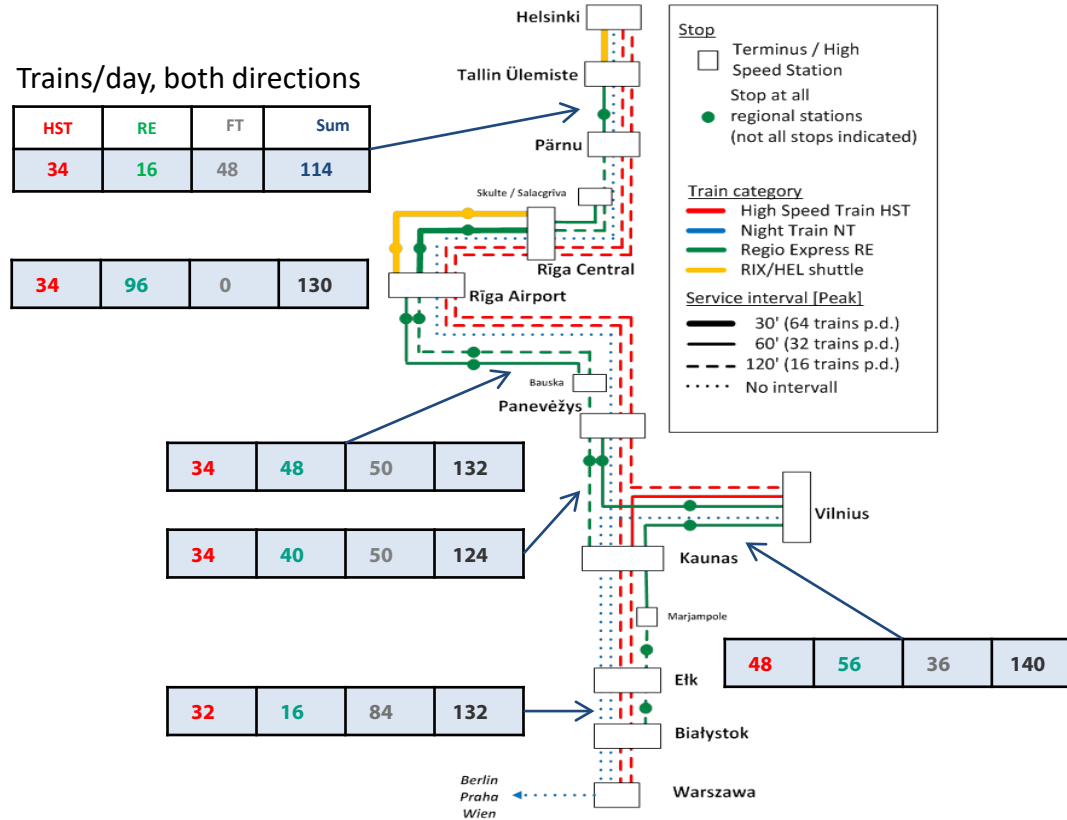 Helsinki
Tallin Ülemiste
Trains/day, both directions
HST RE FT Sum
34 16 48 114
Pärnu
Skulte / Salacgrīva
Rīga Central
34 96 0 130
Rīga Airport
Bauska
Panevėžys
34 48 50 132
Vilnius
34 40 50 124
Kaunas
Marjampole
48 56 36 140
Ełk
32 16 84 132
Białystok
Warszawa
Berlin
Praha
Wien
Stop
Terminus / High
Speed Station
Stop at all
regional stations
(not all stops indicated)
Train category
High Speed Train HST
Night Train NT
Regio Express RE
RIX/HEL shuttle
Service interval [Peak]
30' (64 trains p.d.)
60' (32 trains p.d.)
120' (16 trains p.d.)
No intervall